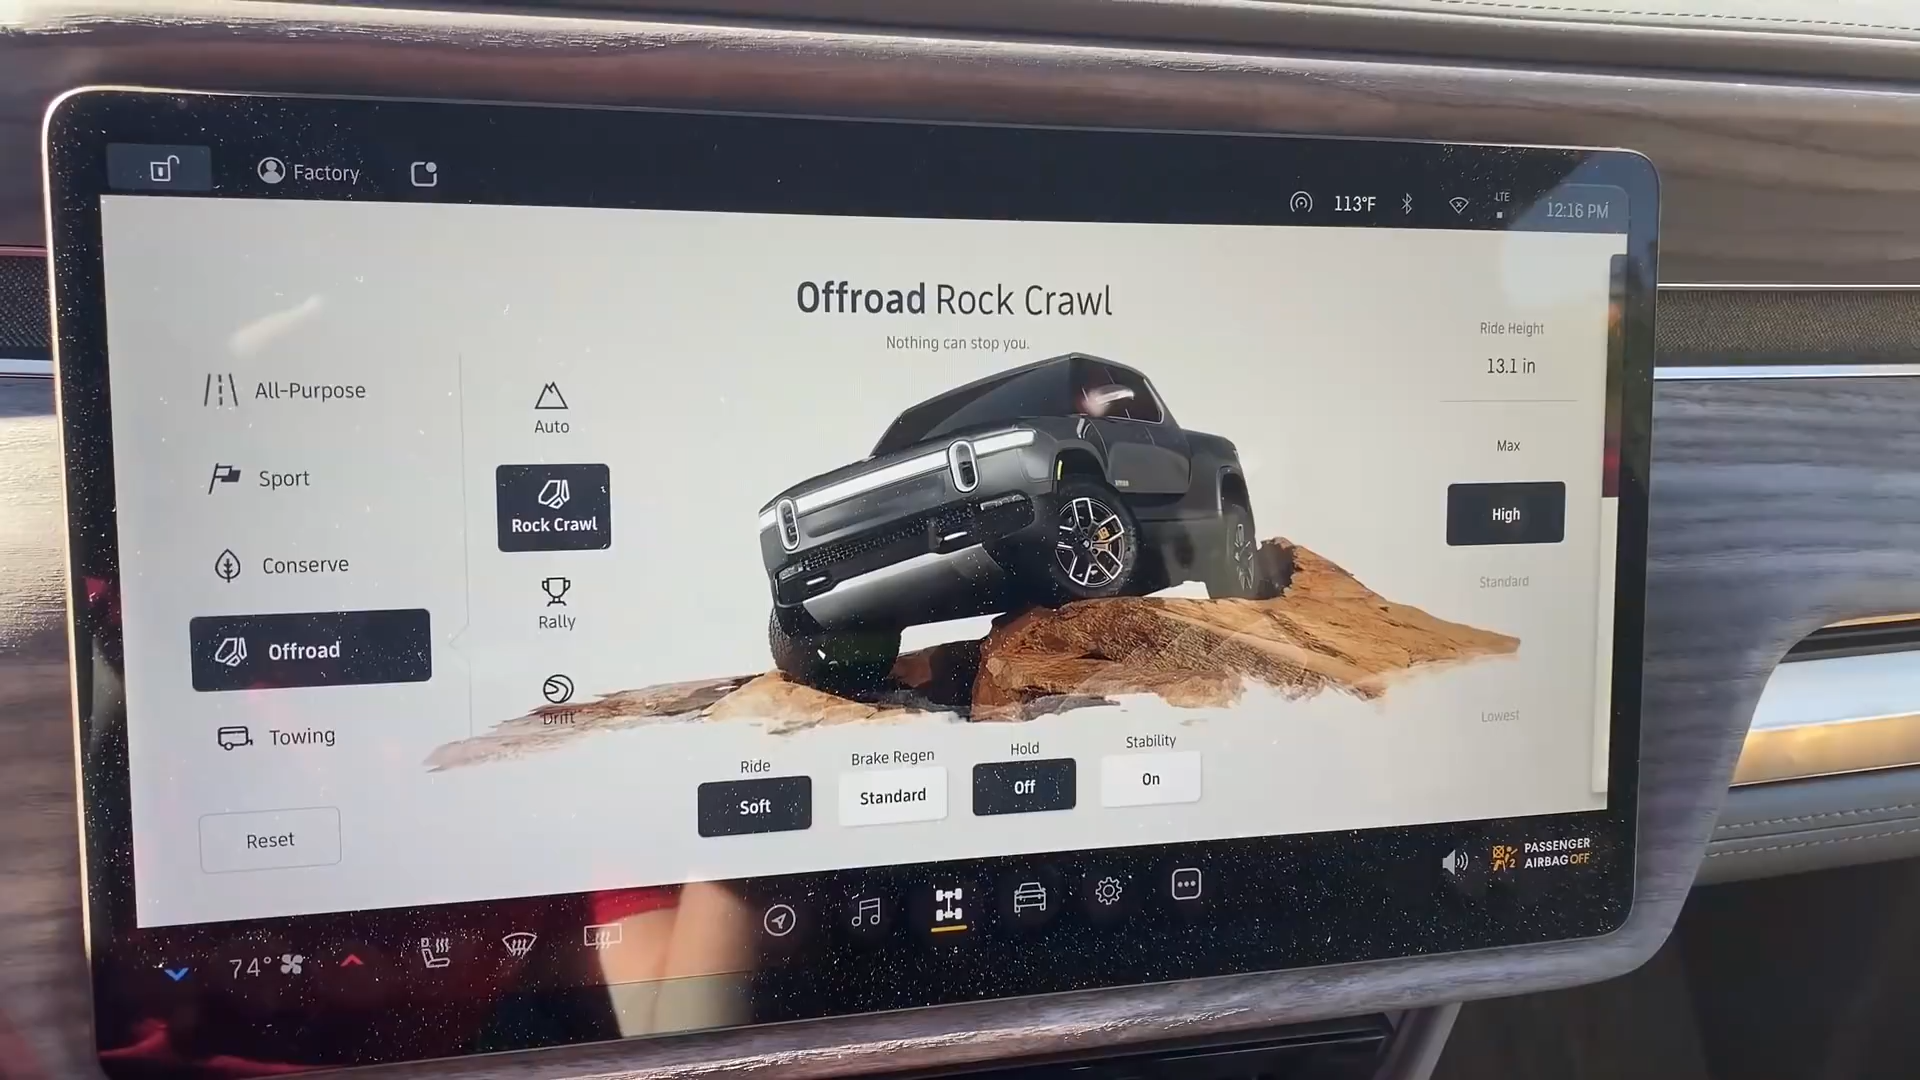 Factory
113°F
LTE
12:16 PM
Offroad Rock Crawl
Nothing can stop you.
All-Purpose
Sport
Conserve
Offroad
Towing
Reset
Auto
Rock Crawl
Rally
Drift
Ride Height
13.1 in
Max
High
Standard
Lowest
Ride
Soft
Brake Regen
Standard
Hold
Off
Stability
On
74°
PASSENGER
AIRBAG OFF